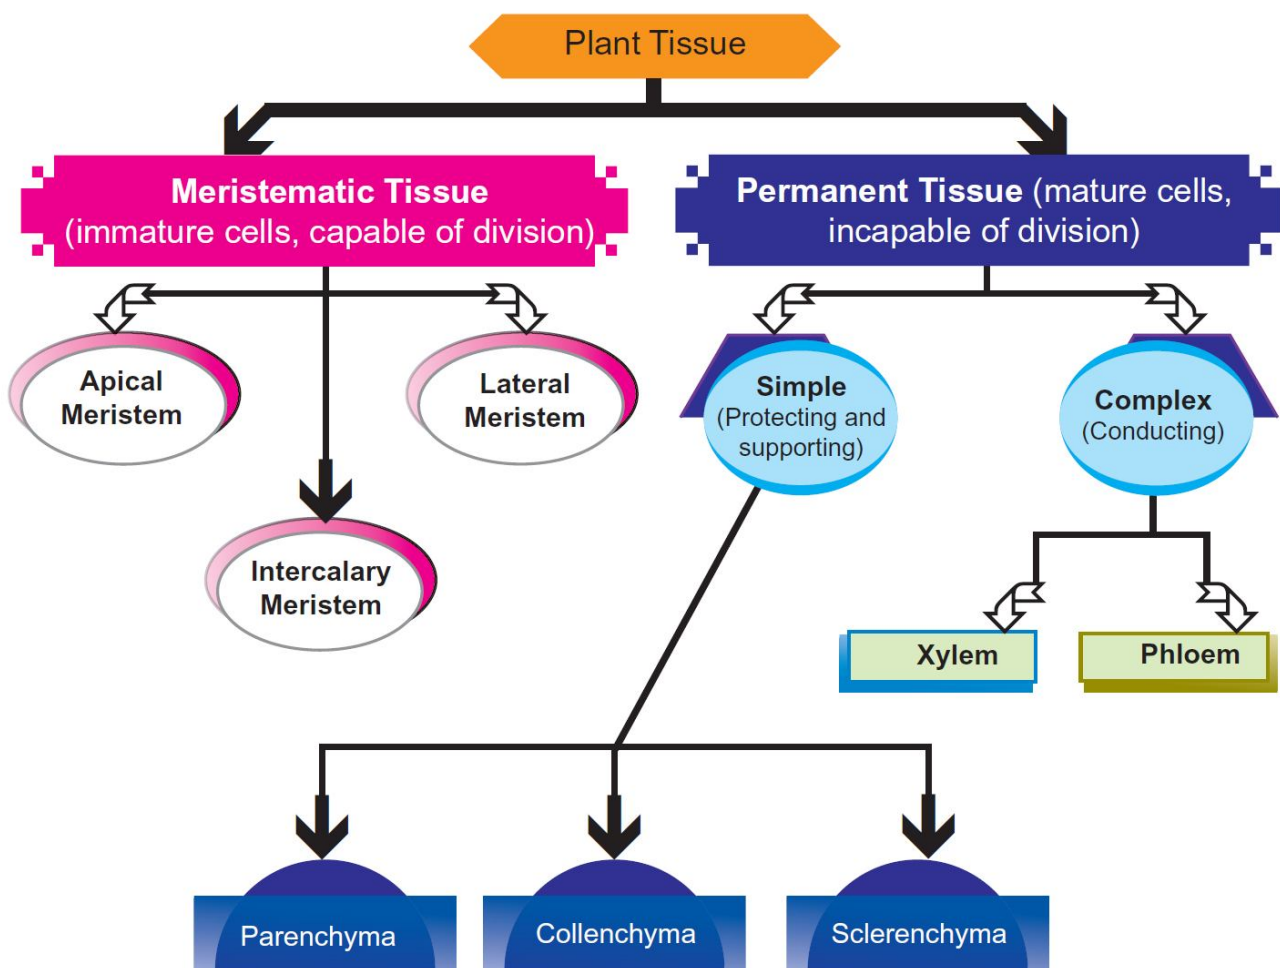 Plant Tissue
Meristematic Tissue
(immature cells, capable of division)
Permanent Tissue (mature cells,
incapable of division)
Apical
Meristem
Lateral
Meristem
Intercalary
Meristem
Simple
(Protecting and
supporting)
Complex
(Conducting)
Xylem
Phloem
Parenchyma
Collenchyma
Sclerenchyma